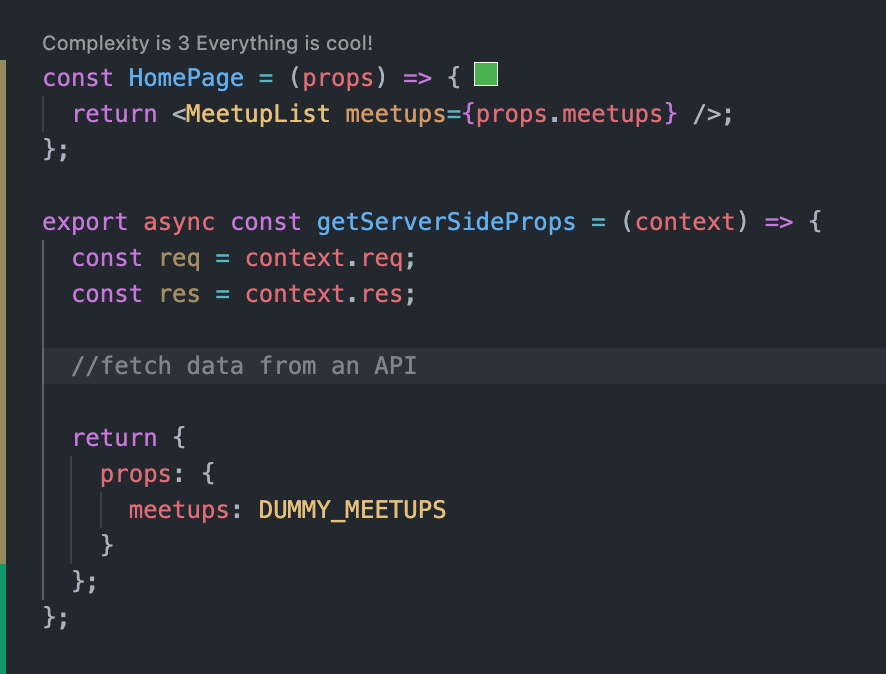 Complexity is 3 Everything is cool!
const HomePage = (props) => {
  return <MeetupList meetups={props.meetups} />;
};
export async const getServerSideProps = (context) => {
  const req = context.req;
  const res = context.res;
  //fetch data from an API
  return {
    props: {
      meetups: DUMMY_MEETUPS
    }
  };
};